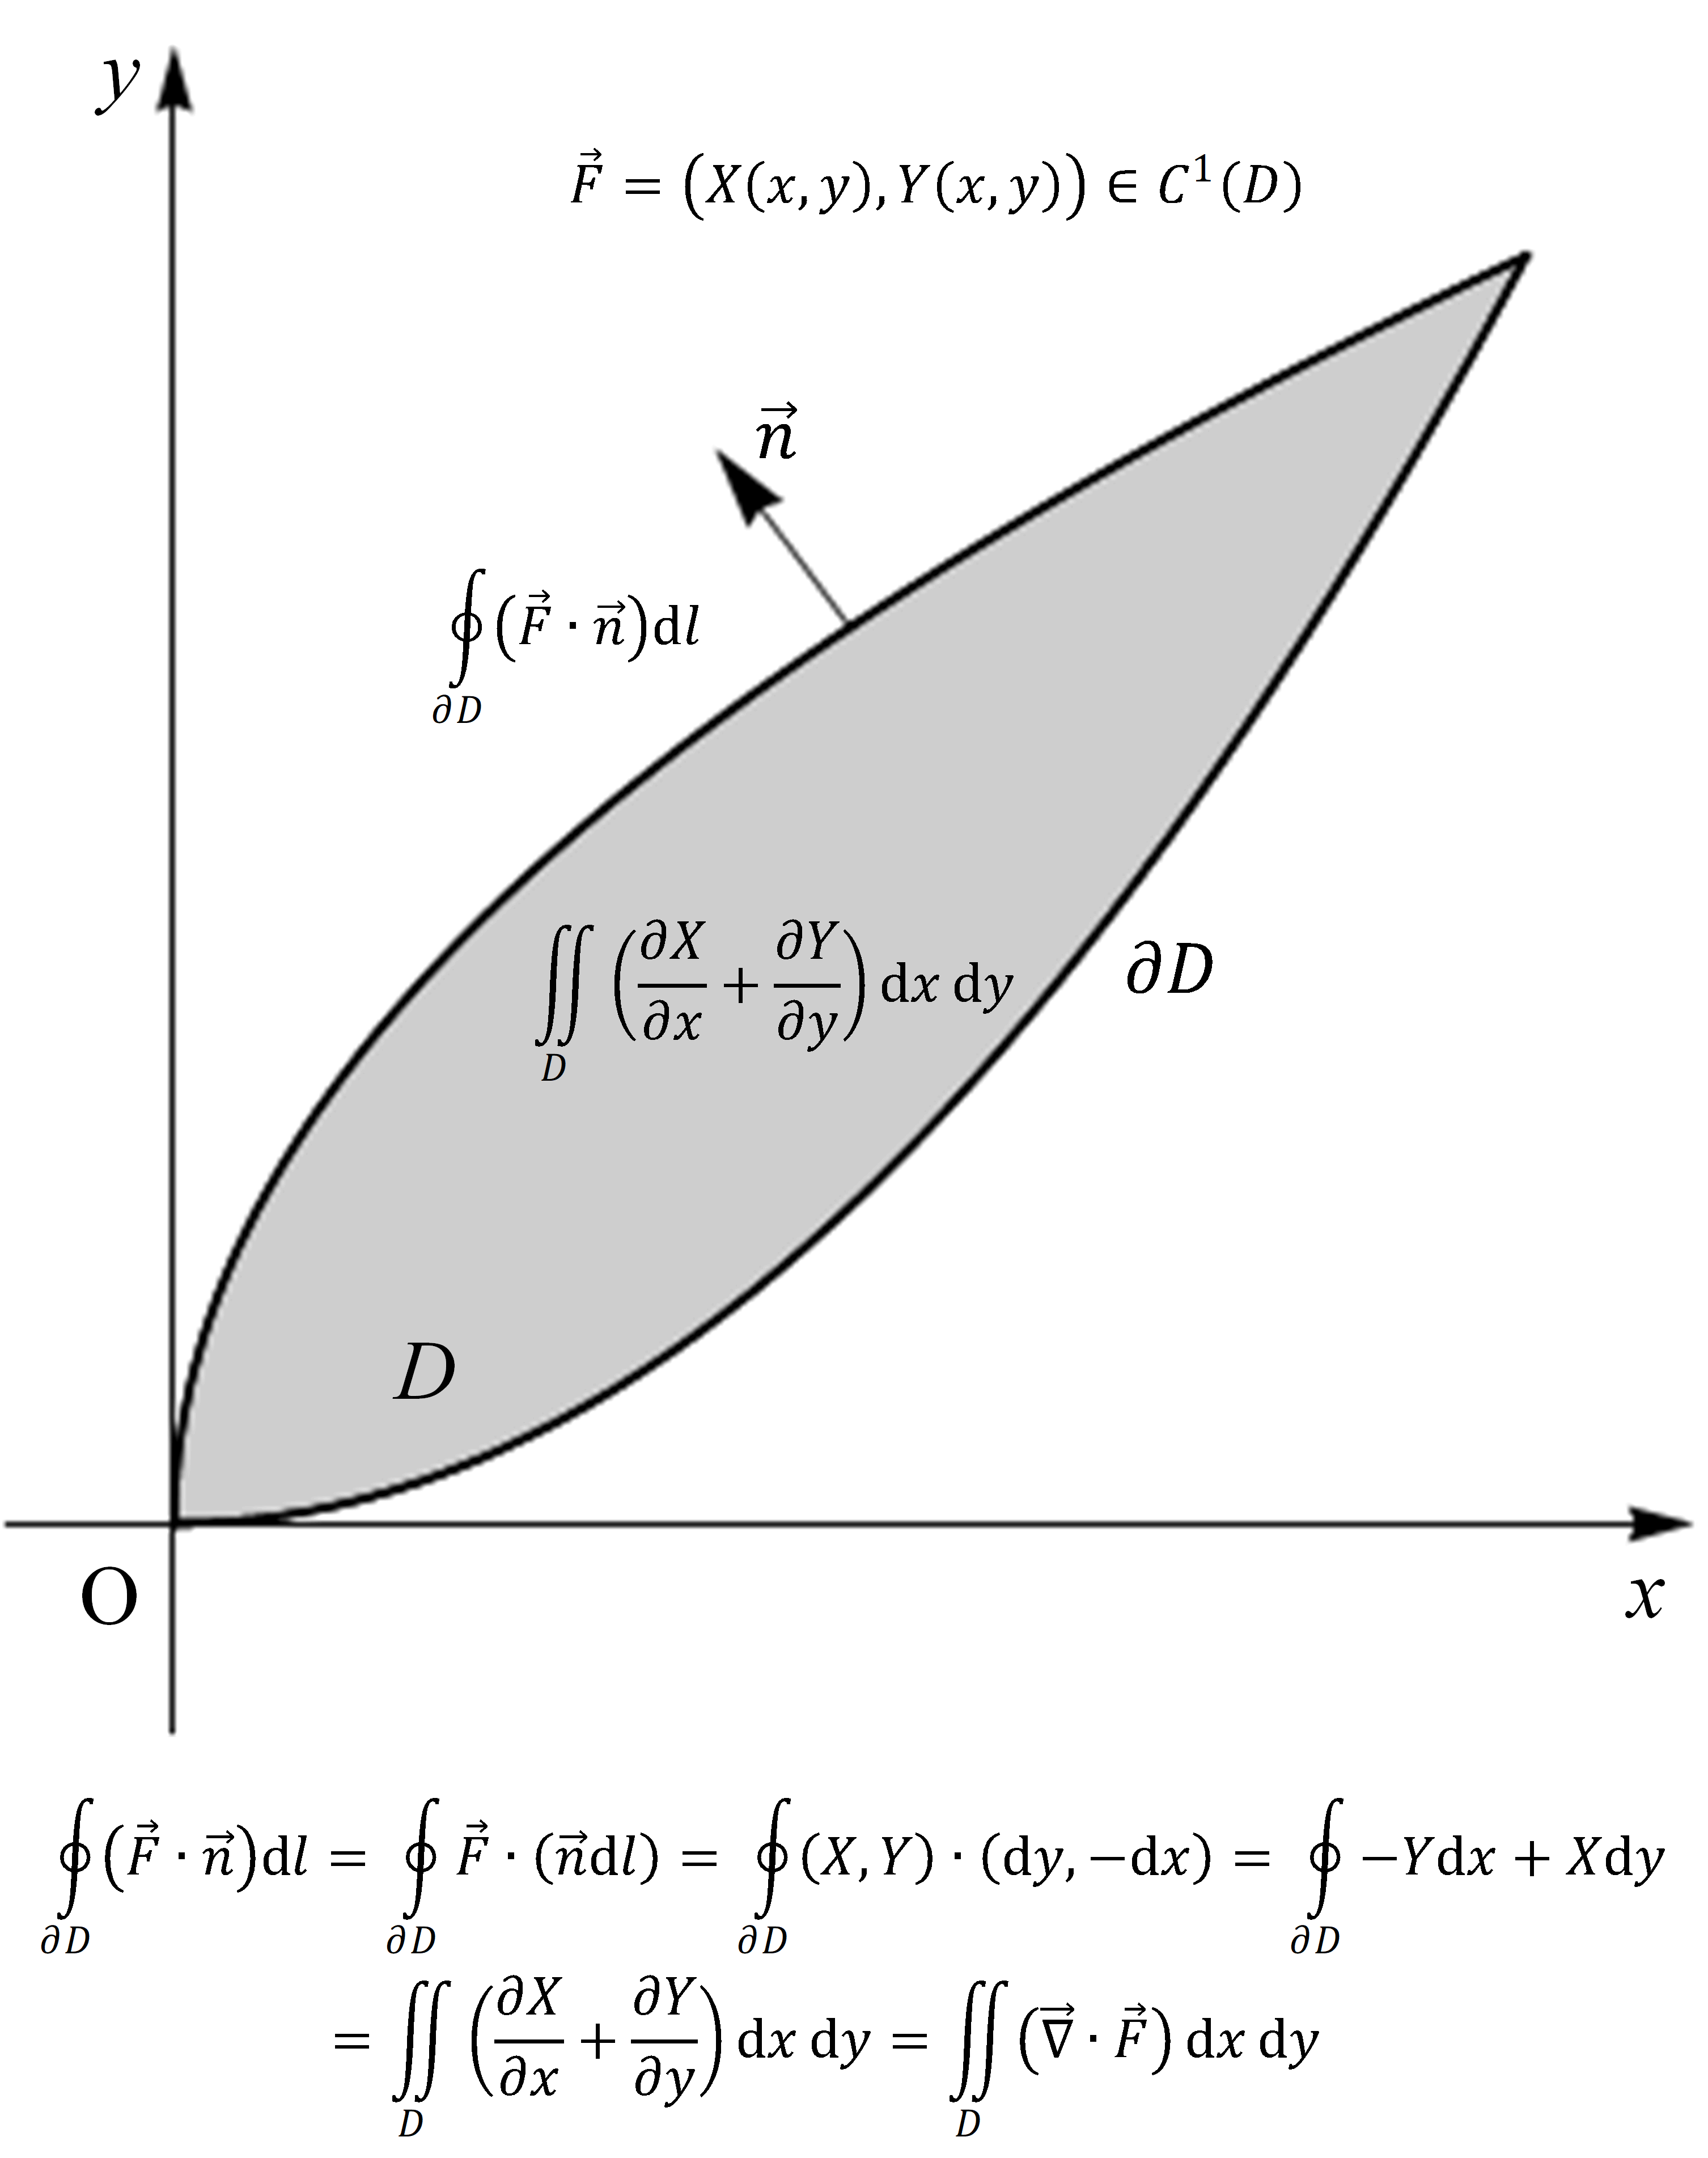 y
F⃗ = (X(x, y), Y(x, y)) ∈ C¹(D)
n⃗
∮_{∂D} (F⃗ · n⃗)dl
∬_D (∂X/∂x + ∂Y/∂y) dx dy
∂D
D
O
x
∮_{∂D} (F⃗ · n⃗)dl = ∮_{∂D} F⃗ · (n⃗dl) = ∮_{∂D} (X, Y) · (dy, −dx) = ∮_{∂D} −Ydx + Xdy
= ∬_D (∂X/∂x + ∂Y/∂y) dx dy = ∬_D (∇⃗ · F⃗) dx dy